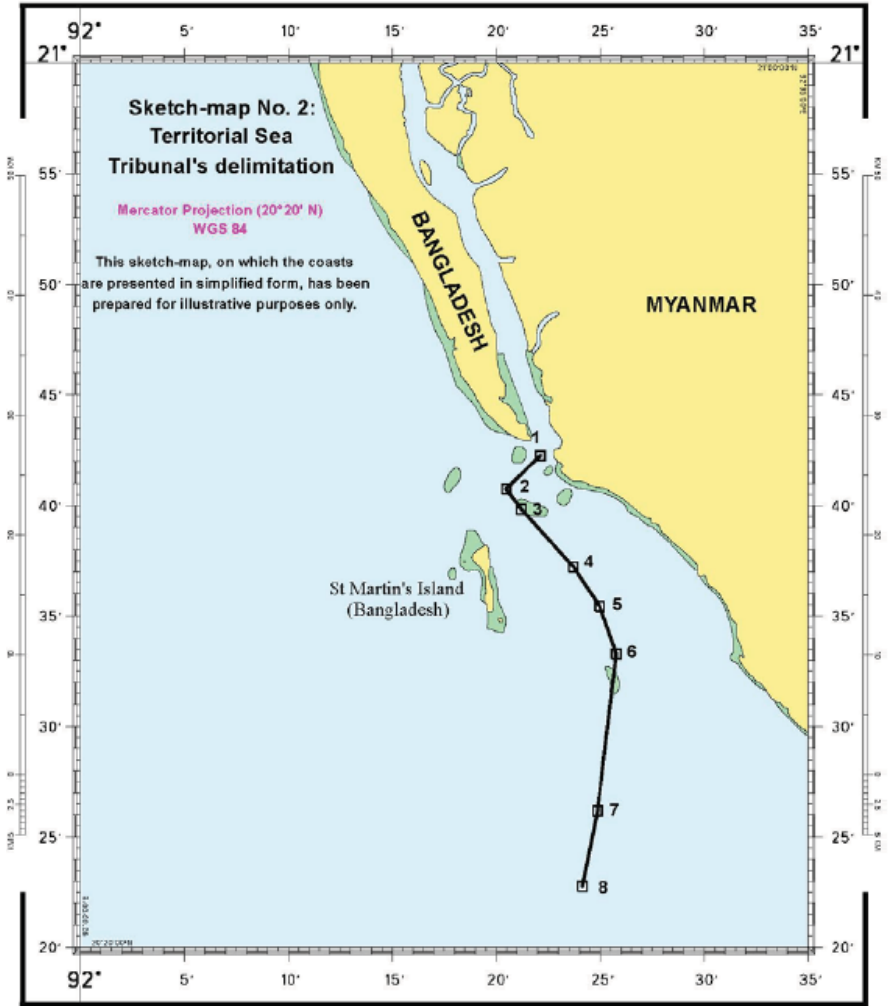 92° 5' 10' 15' 20' 25' 30' 35'
21° 21°
Sketch-map No. 2:
Territorial Sea
Tribunal's delimitation
Mercator Projection (20°20' N)
WGS 84
This sketch-map, on which the coasts
are presented in simplified form, has been
prepared for illustrative purposes only.
BANGLADESH
MYANMAR
55' 55'
50' 50'
45' 45'
1
2
40' 3 40'
4
St Martin's Island
(Bangladesh)
35' 5 35'
6
30' 30'
7
25' 25'
8
20°20'00"N
20' 20'
92° 5' 10' 15' 20' 25' 30' 35'